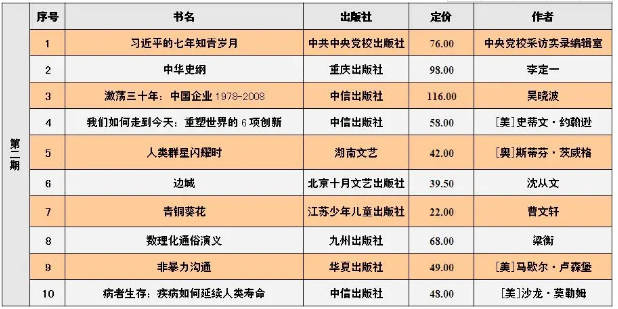 序号 书名 出版社 定价 作者
第二期
1 习近平的七年知青岁月 中共中央党校出版社 76.00 中央党校采访实录编辑室
2 中华史纲 重庆出版社 98.00 李定一
3 激荡三十年：中国企业 1978-2008 中信出版社 116.00 吴晓波
4 我们如何走到今天：重塑世界的 6 项创新 中信出版社 58.00 [美]史蒂文·约翰逊
5 人类群星闪耀时 湖南文艺 42.00 [奥]斯蒂芬·茨威格
6 边城 北京十月文艺出版社 39.50 沈从文
7 青铜葵花 江苏少年儿童出版社 22.00 曹文轩
8 数理化通俗演义 九州出版社 68.00 梁衡
9 非暴力沟通 华夏出版社 49.00 [美]马歇尔·卢森堡
10 病者生存：疾病如何延续人类寿命 中信出版社 48.00 [美]沙龙·莫勒姆